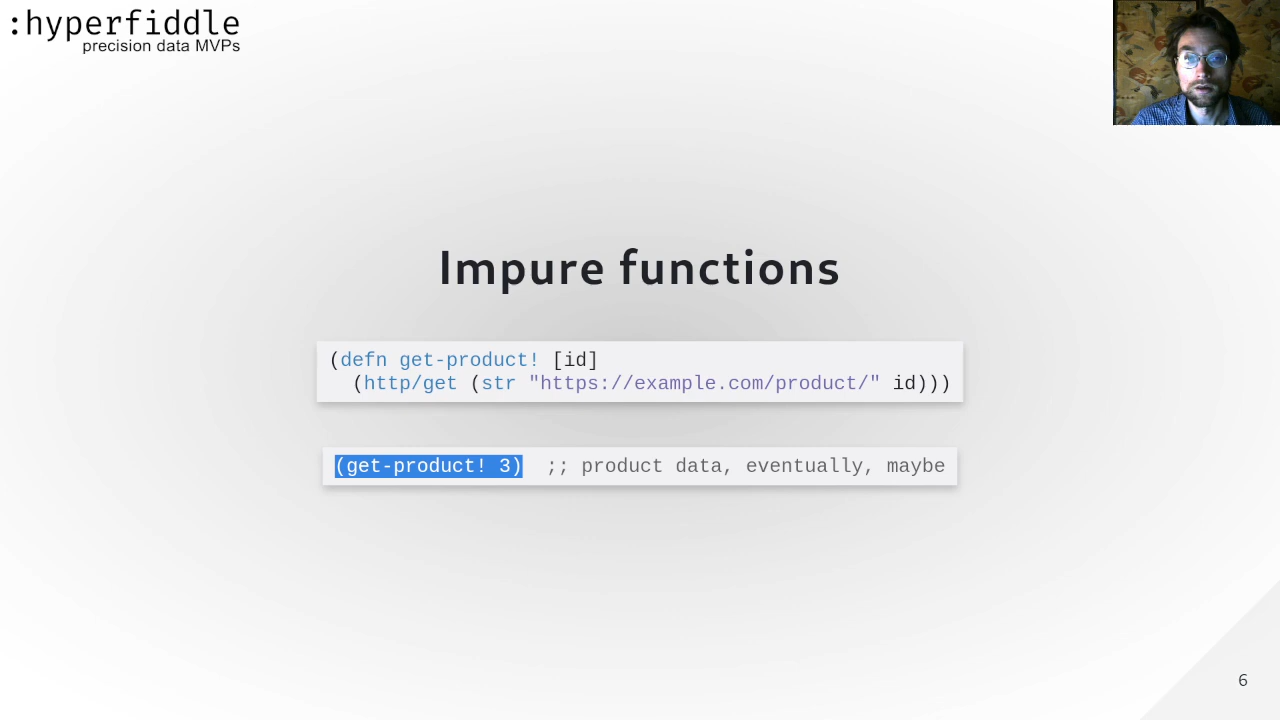 :hyperfiddle
precision data MVPs
Impure functions
(defn get-product! [id]
  (http/get (str "https://example.com/product/" id)))
(get-product! 3)  ;; product data, eventually, maybe
6